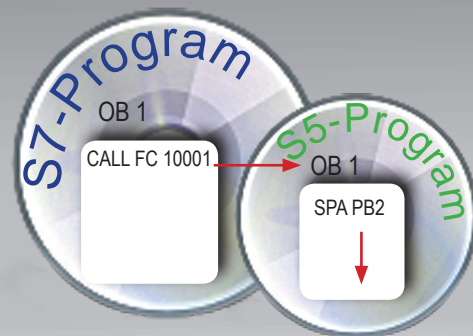 S7-Program
OB 1
CALL FC 10001
S5-Program
OB 1
SPA PB2